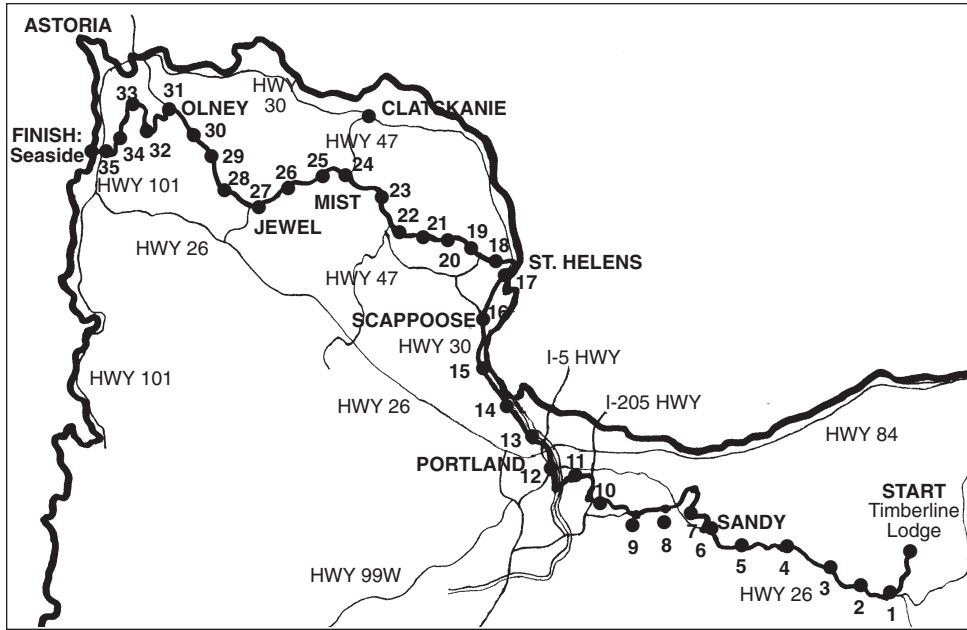 ASTORIA
HWY
30
CLATSKANIE
HWY 47
33
31
OLNEY
30
32
34
35
29
28
FINISH:
Seaside
HWY 101
27
26
25
24
MIST
JEWEL
23
22
21
20
19
18
ST. HELENS
17
HWY 26
HWY 47
SCAPPOOSE
16
HWY 30
15
I-5 HWY
I-205 HWY
HWY 101
HWY 26
14
13
HWY 84
PORTLAND
12
11
10
START
Timberline
Lodge
9
8
7
6
SANDY
5
4
3
2
1
HWY 99W
HWY 26